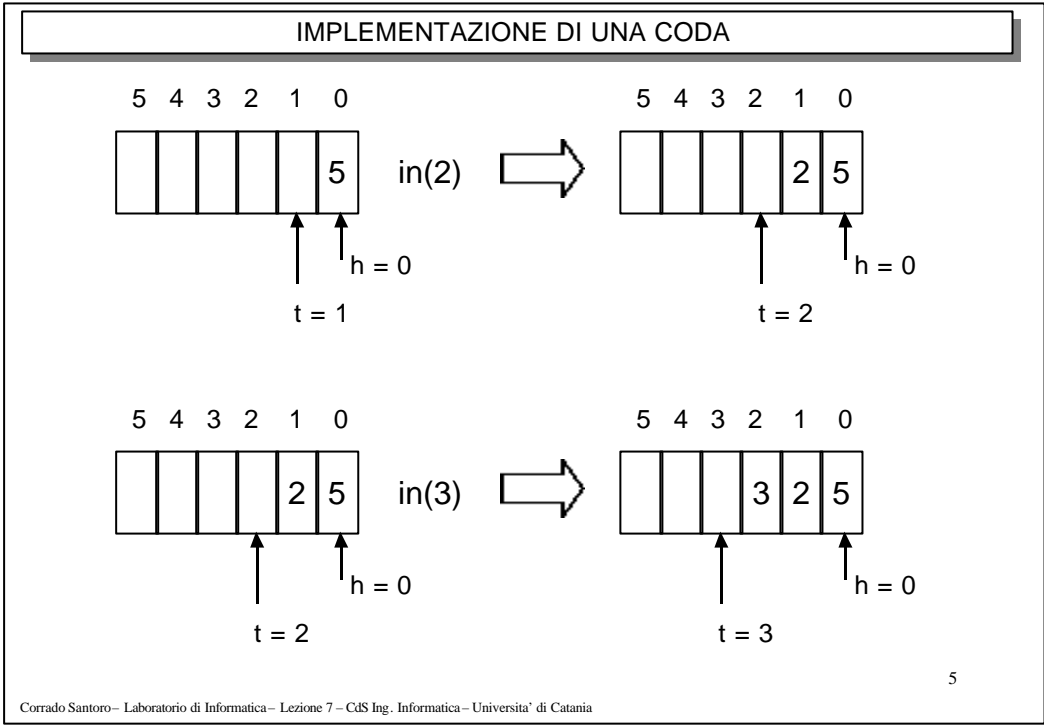 IMPLEMENTAZIONE DI UNA CODA
5 4 3 2 1 0
5
in(2)
5 4 3 2 1 0
2 5
h = 0
t = 1
h = 0
t = 2
5 4 3 2 1 0
2 5
in(3)
5 4 3 2 1 0
3 2 5
h = 0
t = 2
h = 0
t = 3
5
Corrado Santoro – Laboratorio di Informatica – Lezione 7 – CdS Ing. Informatica – Universita' di Catania